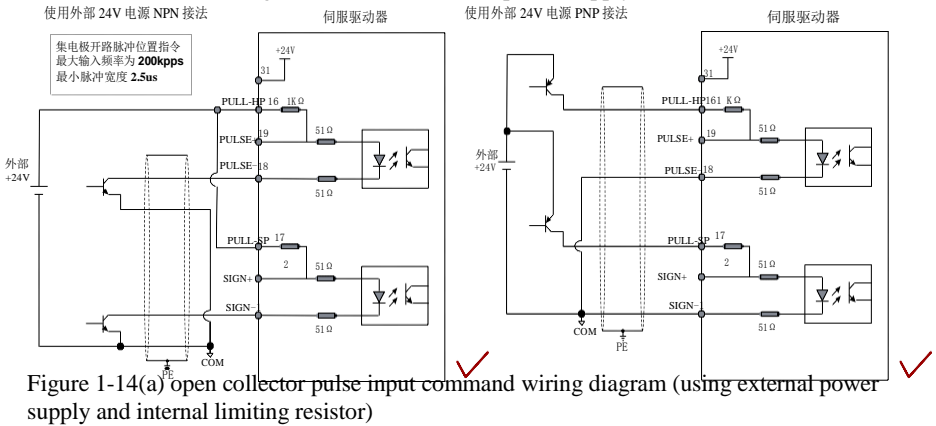 使用外部 24V 电源 NPN 接法
伺服驱动器
集电极开路脉冲位置指令
最大输入频率为 200kpps
最小脉冲宽度 2.5us
+24V
31
PULL-HP 16 1KΩ
PULSE+ 19
51Ω
PULSE- 18
51Ω
外部
+24V
PULL-SP 17
2
SIGN+
51Ω
SIGN- 1
51Ω
COM
PE
使用外部 24V 电源 PNP 接法
伺服驱动器
+24V
31
PULL-HP161 KΩ
PULSE+ 19
51Ω
PULSE- 18
51Ω
外部
+24V
PULL-SP 17
2
SIGN+
51Ω
SIGN- 1
51Ω
COM
PE
Figure 1-14(a) open collector pulse input command wiring diagram (using external power
supply and internal limiting resistor)